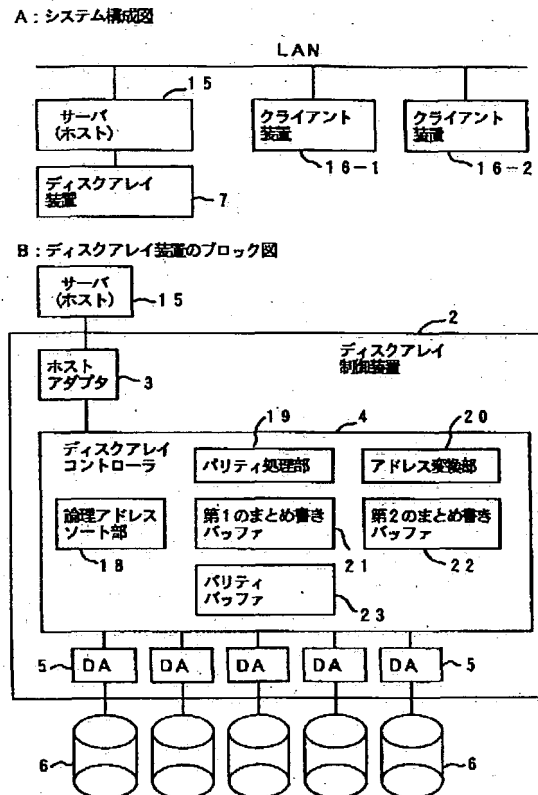 A:システム構成図
LAN
15
サーバ
(ホスト)
クライアント
装置
クライアント
装置
16-1
16-2
ディスクアレイ
装置
7
B:ディスクアレイ装置のブロック図
サーバ
(ホスト)
15
2
ディスクアレイ
制御装置
ホスト
アダプタ
3
19
4
20
ディスクアレイ
コントローラ
パリティ処理部
アドレス変換部
論理アドレス
ソート部
第1のまとめ書き
バッファ
第2のまとめ書き
バッファ
18
21
22
パリティ
バッファ
23
5
DA
DA
DA
DA
DA
5
6
6